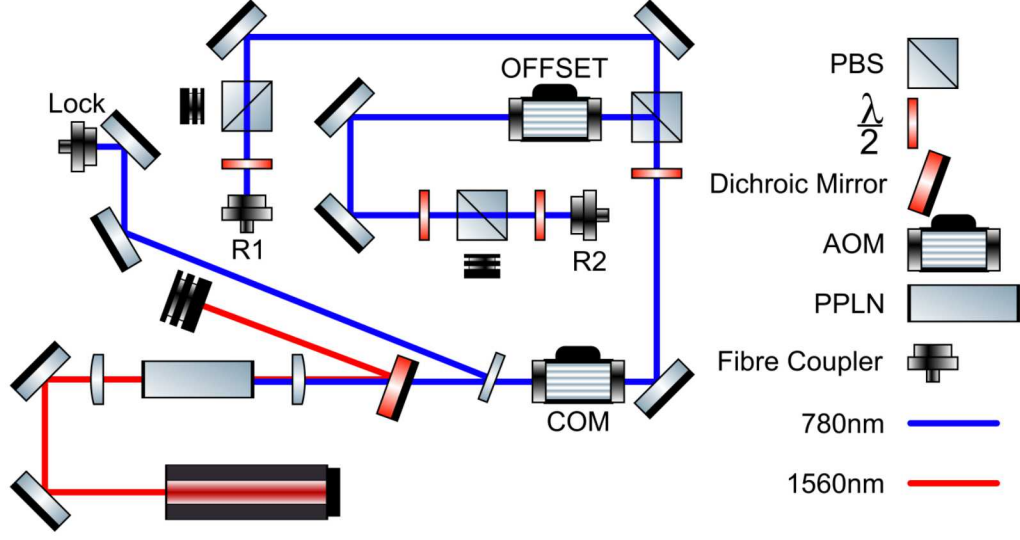 OFFSET
Lock
R1
R2
COM
PBS
λ
2
Dichroic Mirror
AOM
PPLN
Fibre Coupler
780nm
1560nm